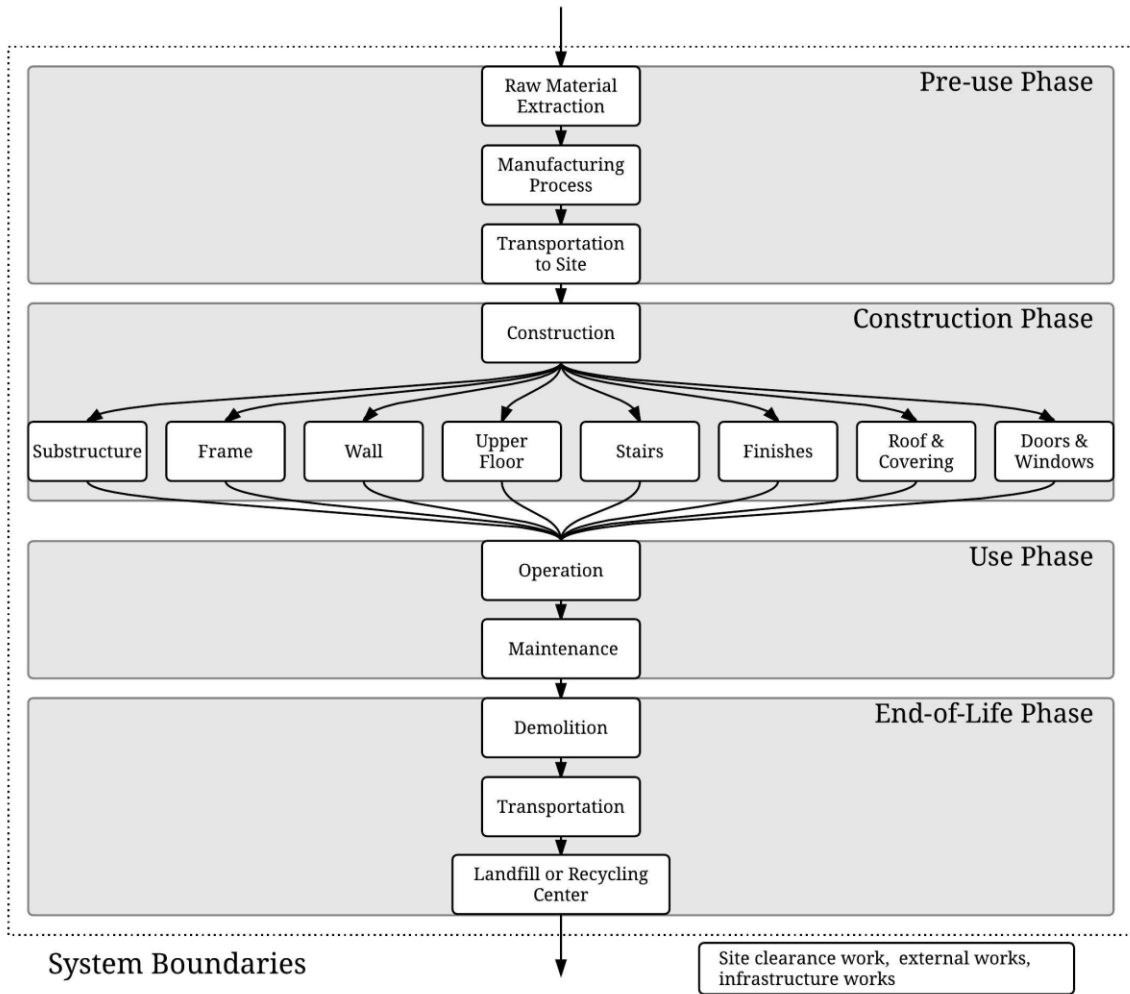 Pre-use Phase
Raw Material
Extraction
Manufacturing
Process
Transportation
to Site
Construction Phase
Construction
Substructure
Frame
Wall
Upper
Floor
Stairs
Finishes
Roof &
Covering
Doors &
Windows
Use Phase
Operation
Maintenance
End-of-Life Phase
Demolition
Transportation
Landfill or Recycling
Center
System Boundaries
Site clearance work, external works,
infrastructure works